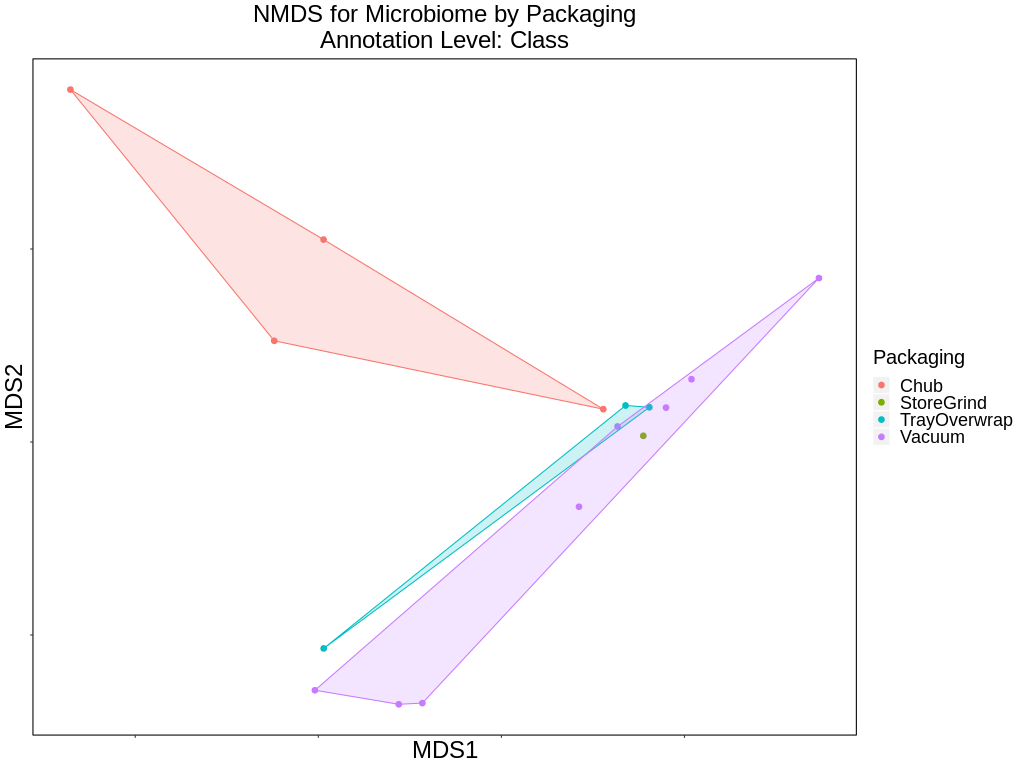 NMDS for Microbiome by Packaging
Annotation Level: Class
MDS2
MDS1
Packaging
Chub
StoreGrind
TrayOverwrap
Vacuum